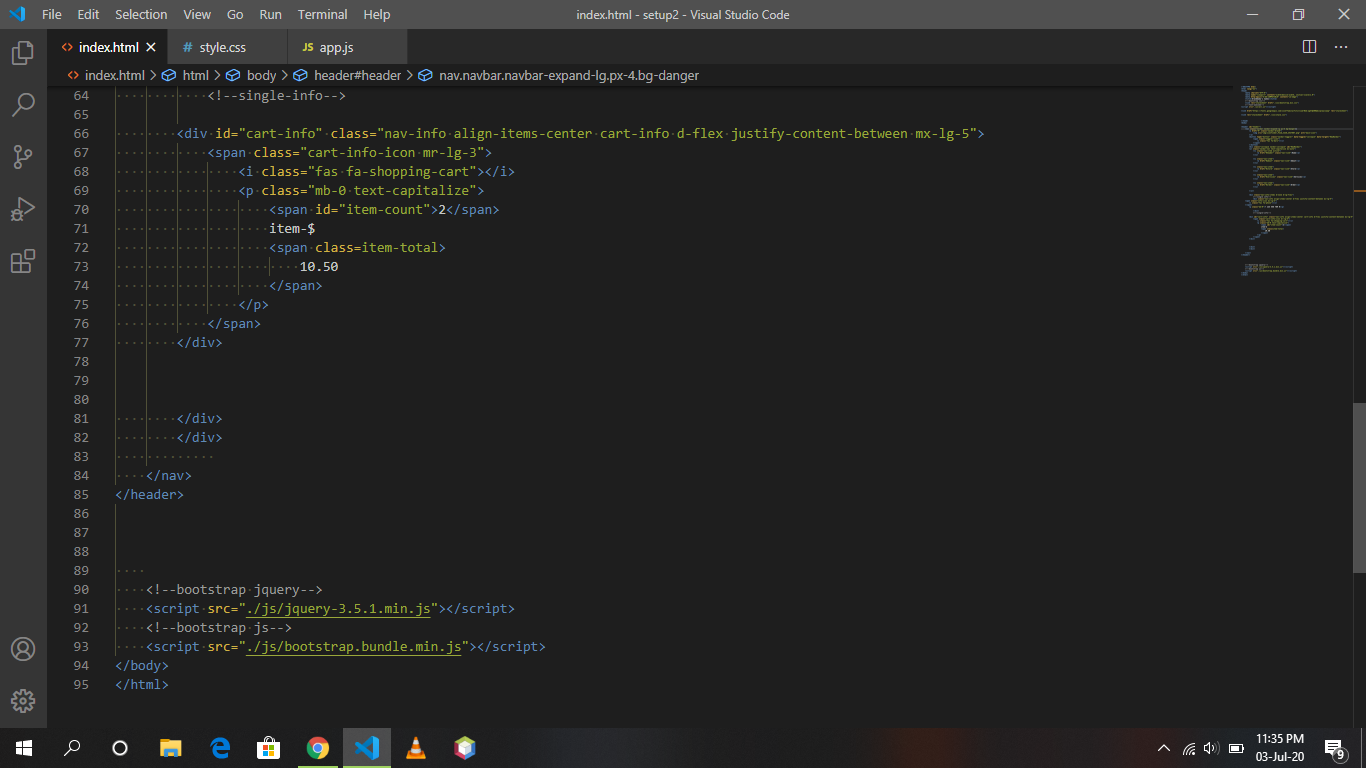 File Edit Selection View Go Run Terminal Help index.html - setup2 - Visual Studio Code
<> index.html # style.css JS app.js
<> index.html > html > body > header#header > nav.navbar.navbar-expand-lg.px-4.bg-danger
64 <!--single-info-->
65
66 <div id="cart-info" class="nav-info align-items-center cart-info d-flex justify-content-between mx-lg-5">
67 <span class="cart-info-icon mr-lg-3">
68 <i class="fas fa-shopping-cart"></i>
69 <p class="mb-0 text-capitalize">
70 <span id="item-count">2</span>
71 item-$
72 <span class=item-total>
73 10.50
74 </span>
75 </p>
76 </span>
77 </div>
78
79
80
81 </div>
82 </div>
83
84 </nav>
85 </header>
86
87
88
89
90 <!--bootstrap jquery-->
91 <script src="./js/jquery-3.5.1.min.js"></script>
92 <!--bootstrap js-->
93 <script src="./js/bootstrap.bundle.min.js"></script>
94 </body>
95 </html>
11:35 PM
03-Jul-20
9